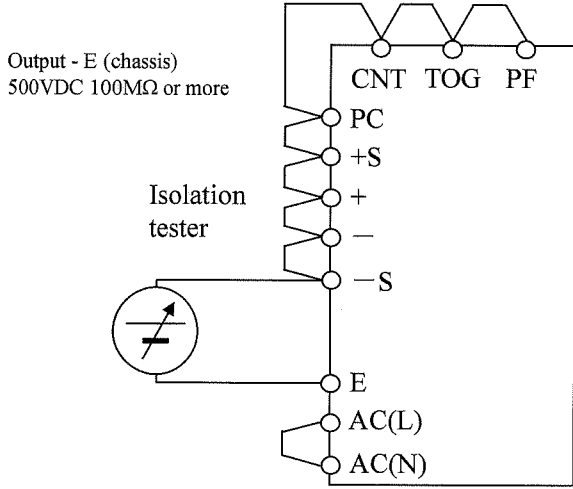 Output - E (chassis)
500VDC 100MΩ or more
CNT TOG PF
PC
+S
Isolation
tester
+
−
−S
E
AC(L)
AC(N)